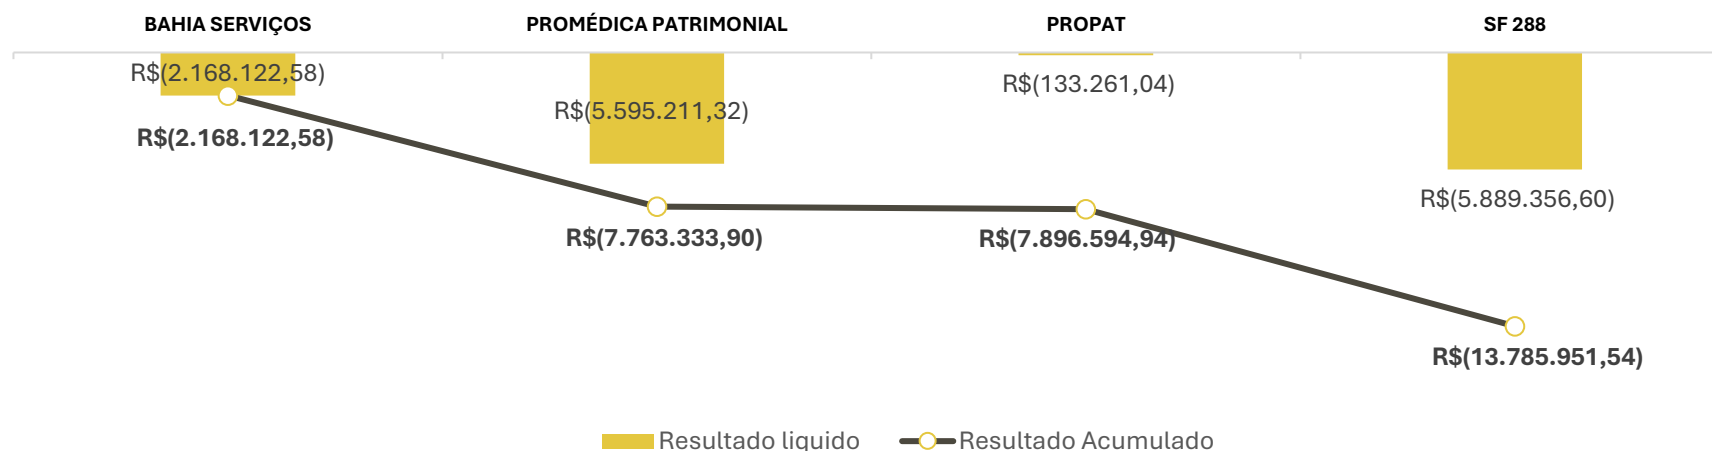 BAHIA SERVIÇOS PROMÉDICA PATRIMONIAL PROPAT SF 288
R$(2.168.122,58)
R$(5.595.211,32)
R$(133.261,04)
R$(5.889.356,60)
R$(2.168.122,58)
R$(7.763.333,90)
R$(7.896.594,94)
R$(13.785.951,54)
Resultado liquido Resultado Acumulado